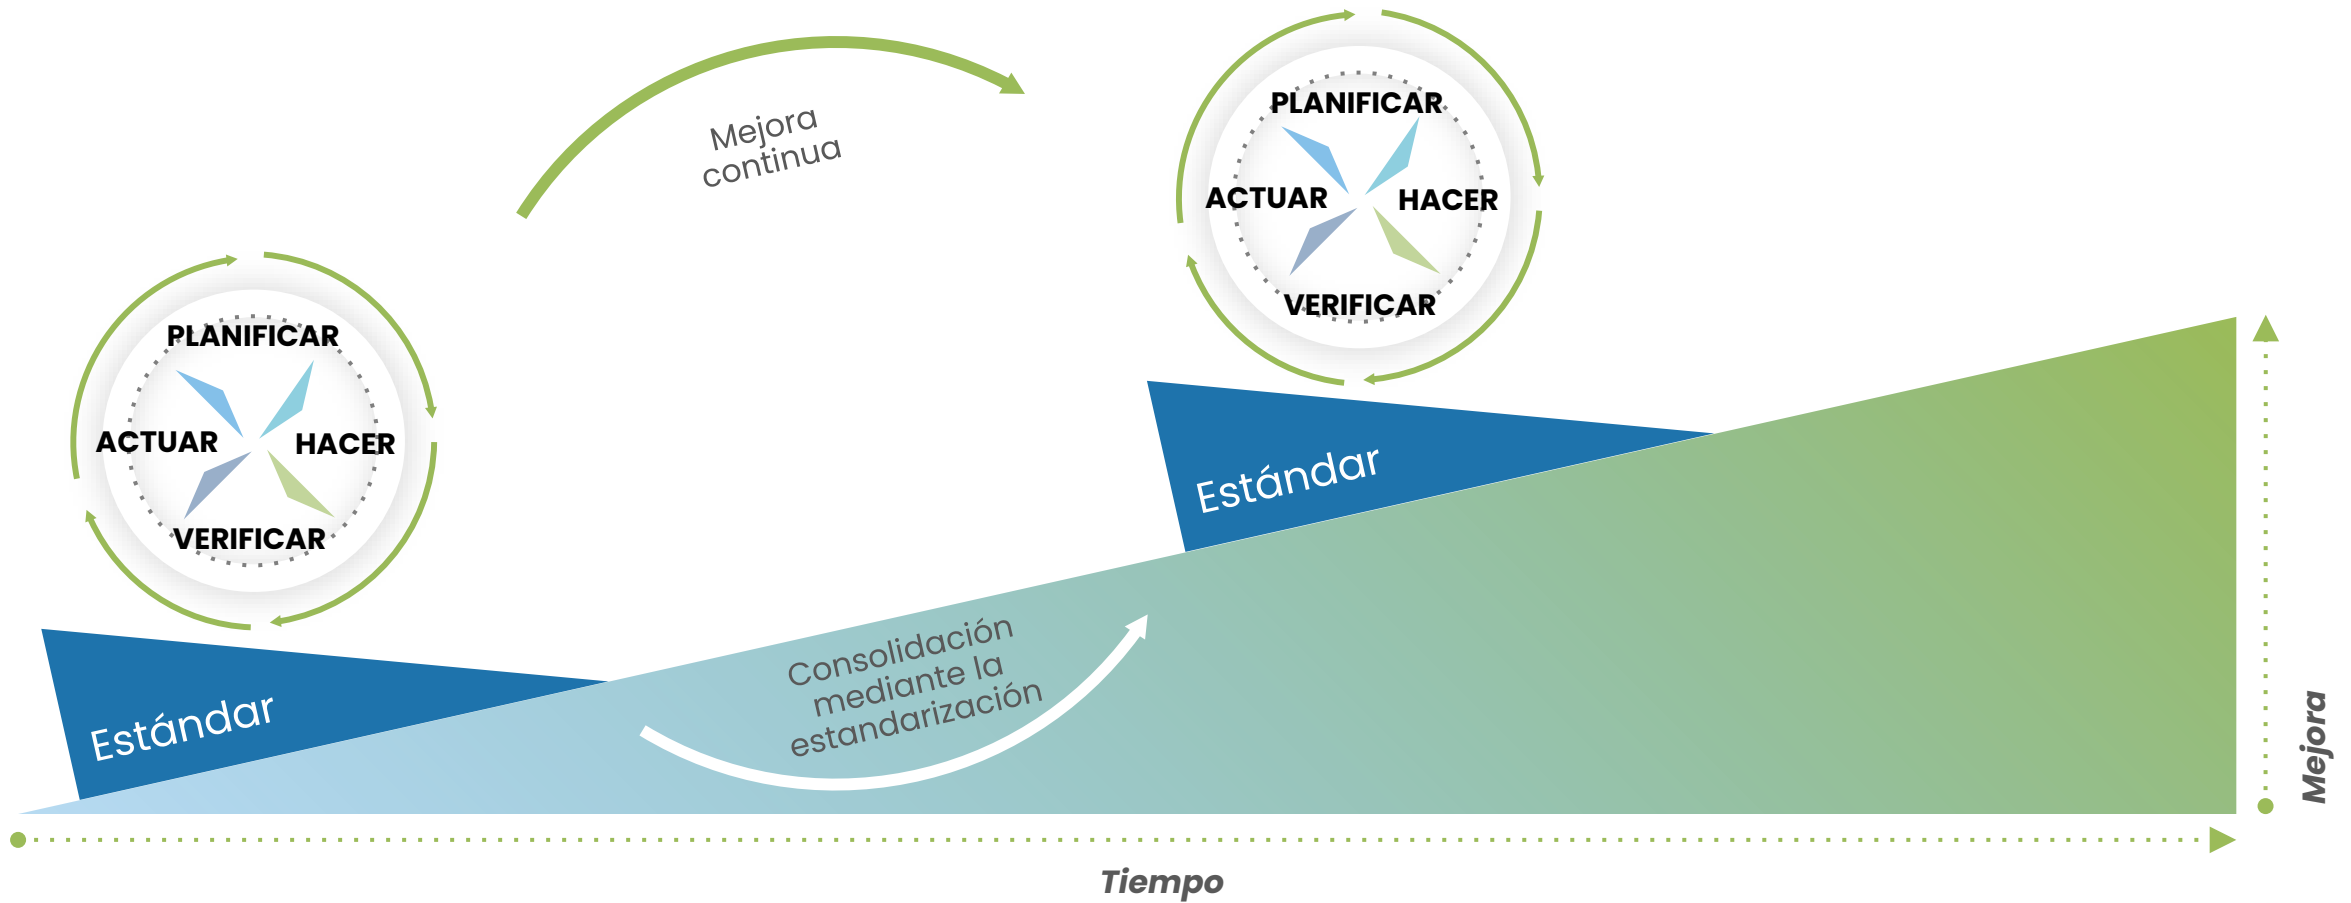 Mejora
continua
PLANIFICAR
ACTUAR
HACER
VERIFICAR
PLANIFICAR
ACTUAR
HACER
VERIFICAR
Estándar
Estándar
Consolidación
mediante la
estandarización
Mejora
Tiempo